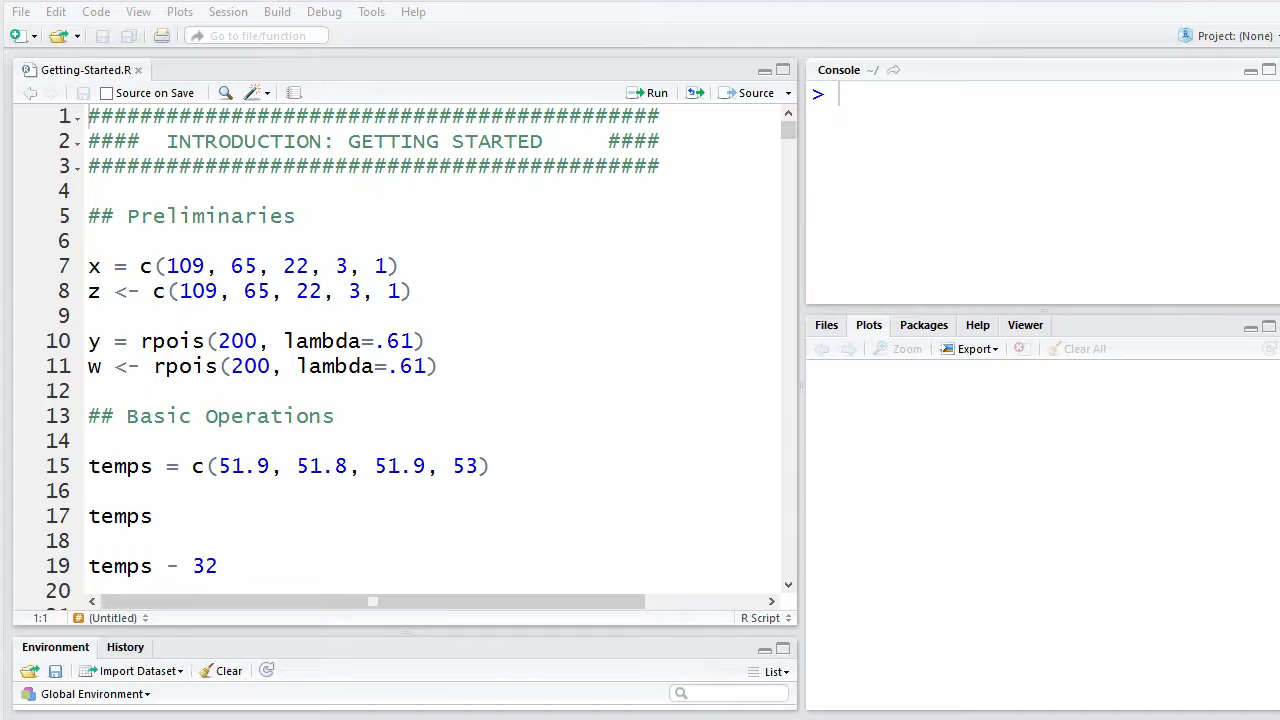 File Edit Code View Plots Session Build Debug Tools Help
Go to file/function Project: (None)
Getting-Started.R
Source on Save Run Source
1 ############################################
2 #### INTRODUCTION: GETTING STARTED ####
3 ############################################
4
5 ## Preliminaries
6
7 x = c(109, 65, 22, 3, 1)
8 z <- c(109, 65, 22, 3, 1)
9
10 y = rpois(200, lambda=.61)
11 w <- rpois(200, lambda=.61)
12
13 ## Basic Operations
14
15 temps = c(51.9, 51.8, 51.9, 53)
16
17 temps
18
19 temps - 32
20
1:1 (Untitled) R Script
Environment History
Import Dataset Clear List
Global Environment
Console ~/
>
Files Plots Packages Help Viewer
Zoom Export Clear All